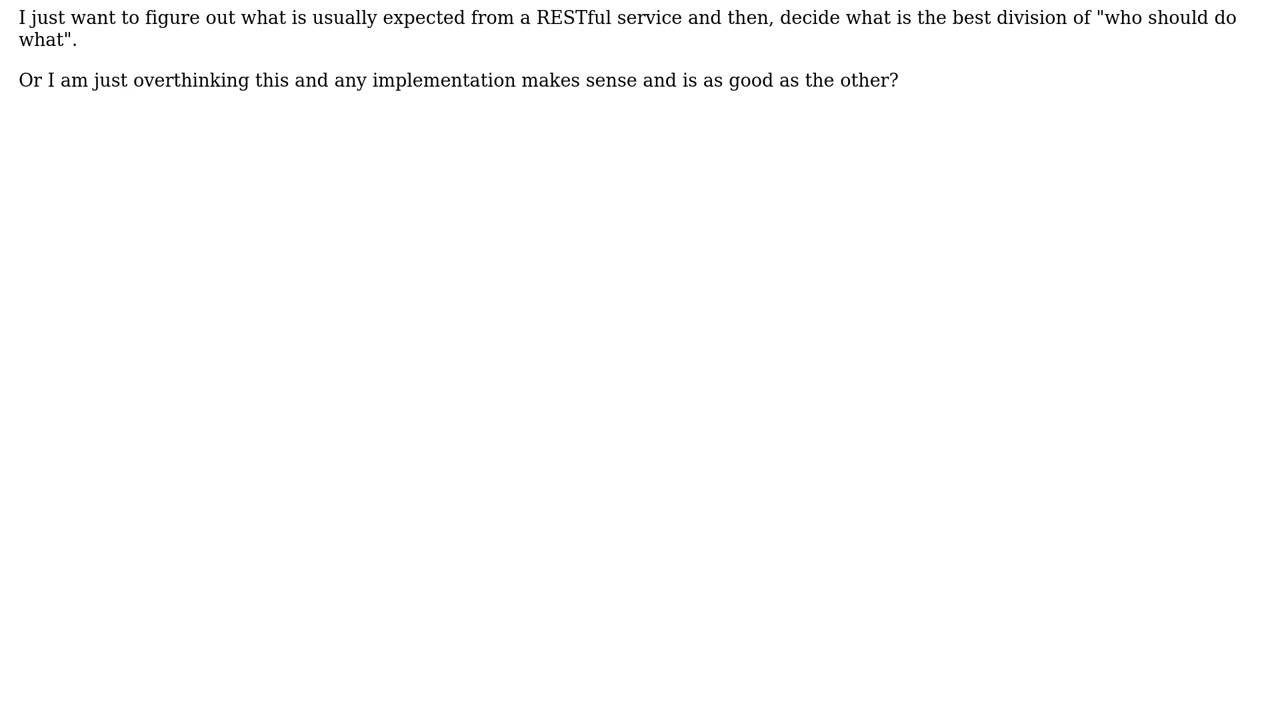 I just want to figure out what is usually expected from a RESTful service and then, decide what is the best division of "who should do
what".
Or I am just overthinking this and any implementation makes sense and is as good as the other?